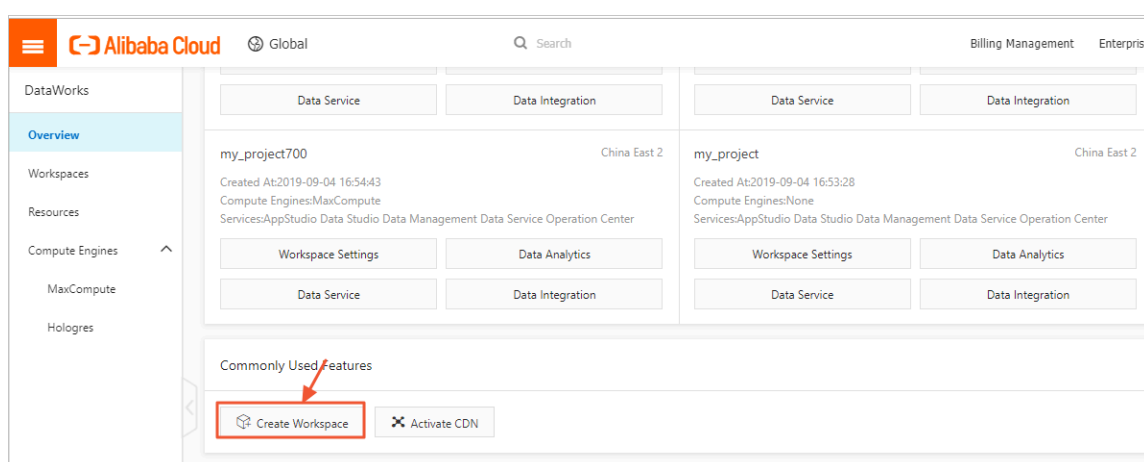 Alibaba Cloud Global Search Billing Management Enterpris
DataWorks
Overview
Workspaces
Resources
Compute Engines
MaxCompute
Hologres
Data Service Data Integration Data Service Data Integration
my_project700 China East 2
Created At:2019-09-04 16:54:43
Compute Engines:MaxCompute
Services:AppStudio Data Studio Data Management Data Service Operation Center
Workspace Settings Data Analytics
Data Service Data Integration
my_project China East 2
Created At:2019-09-04 16:53:28
Compute Engines:None
Services:AppStudio Data Studio Data Management Data Service Operation Center
Workspace Settings Data Analytics
Data Service Data Integration
Commonly Used Features
Create Workspace Activate CDN